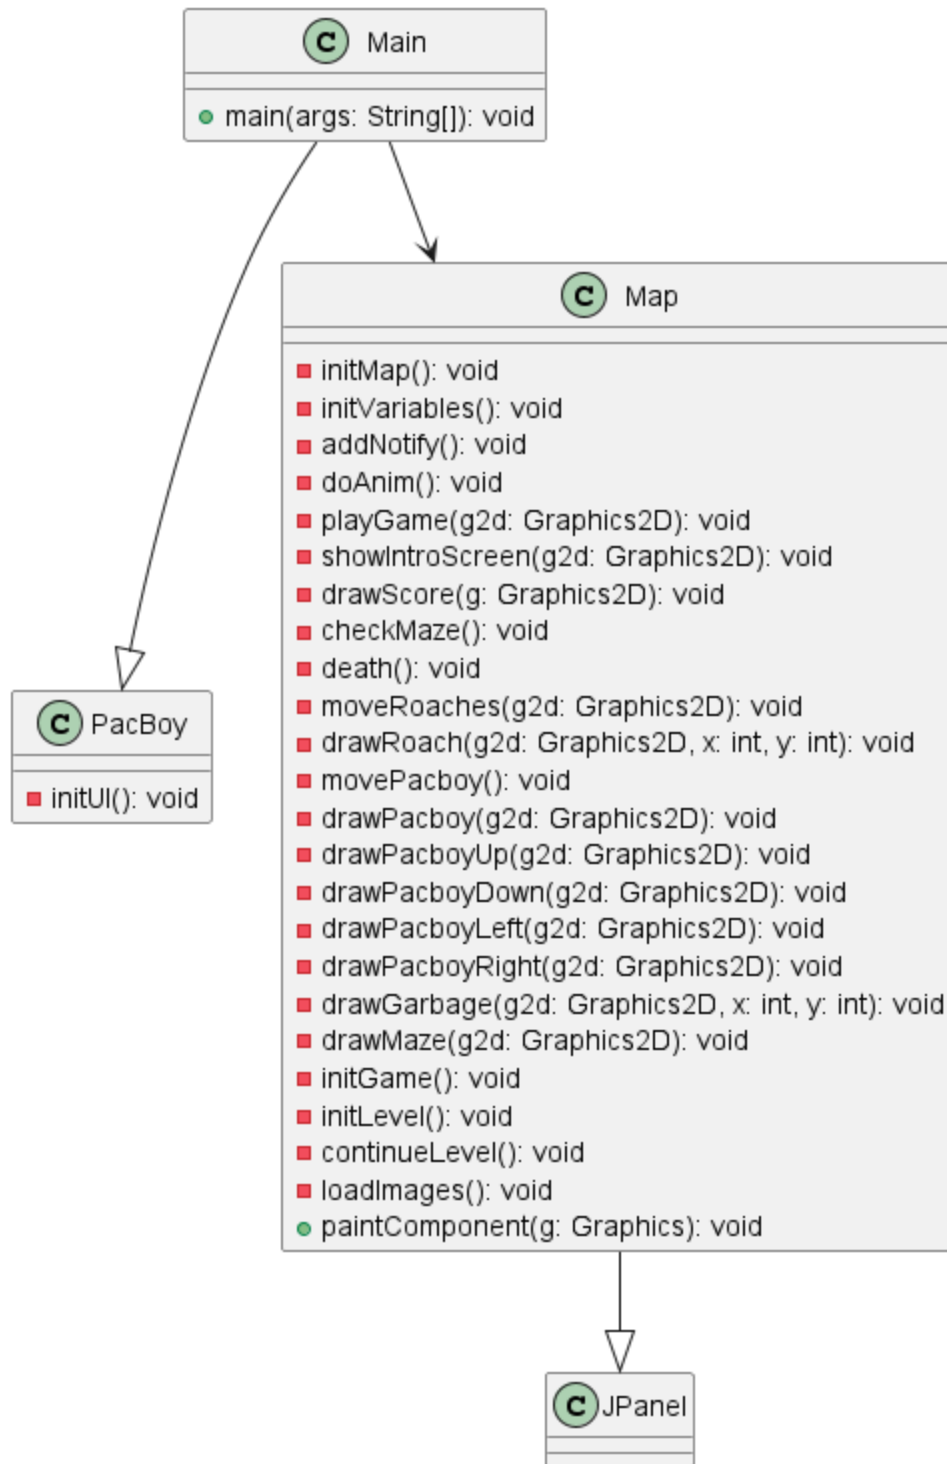 C Main
main(args: String[]): void
C Map
initMap(): void
initVariables(): void
addNotify(): void
doAnim(): void
playGame(g2d: Graphics2D): void
showIntroScreen(g2d: Graphics2D): void
drawScore(g: Graphics2D): void
checkMaze(): void
death(): void
moveRoaches(g2d: Graphics2D): void
drawRoach(g2d: Graphics2D, x: int, y: int): void
movePacboy(): void
drawPacboy(g2d: Graphics2D): void
drawPacboyUp(g2d: Graphics2D): void
drawPacboyDown(g2d: Graphics2D): void
drawPacboyLeft(g2d: Graphics2D): void
drawPacboyRight(g2d: Graphics2D): void
drawGarbage(g2d: Graphics2D, x: int, y: int): void
drawMaze(g2d: Graphics2D): void
initGame(): void
initLevel(): void
continueLevel(): void
loadImages(): void
paintComponent(g: Graphics): void
C PacBoy
initUI(): void
C JPanel